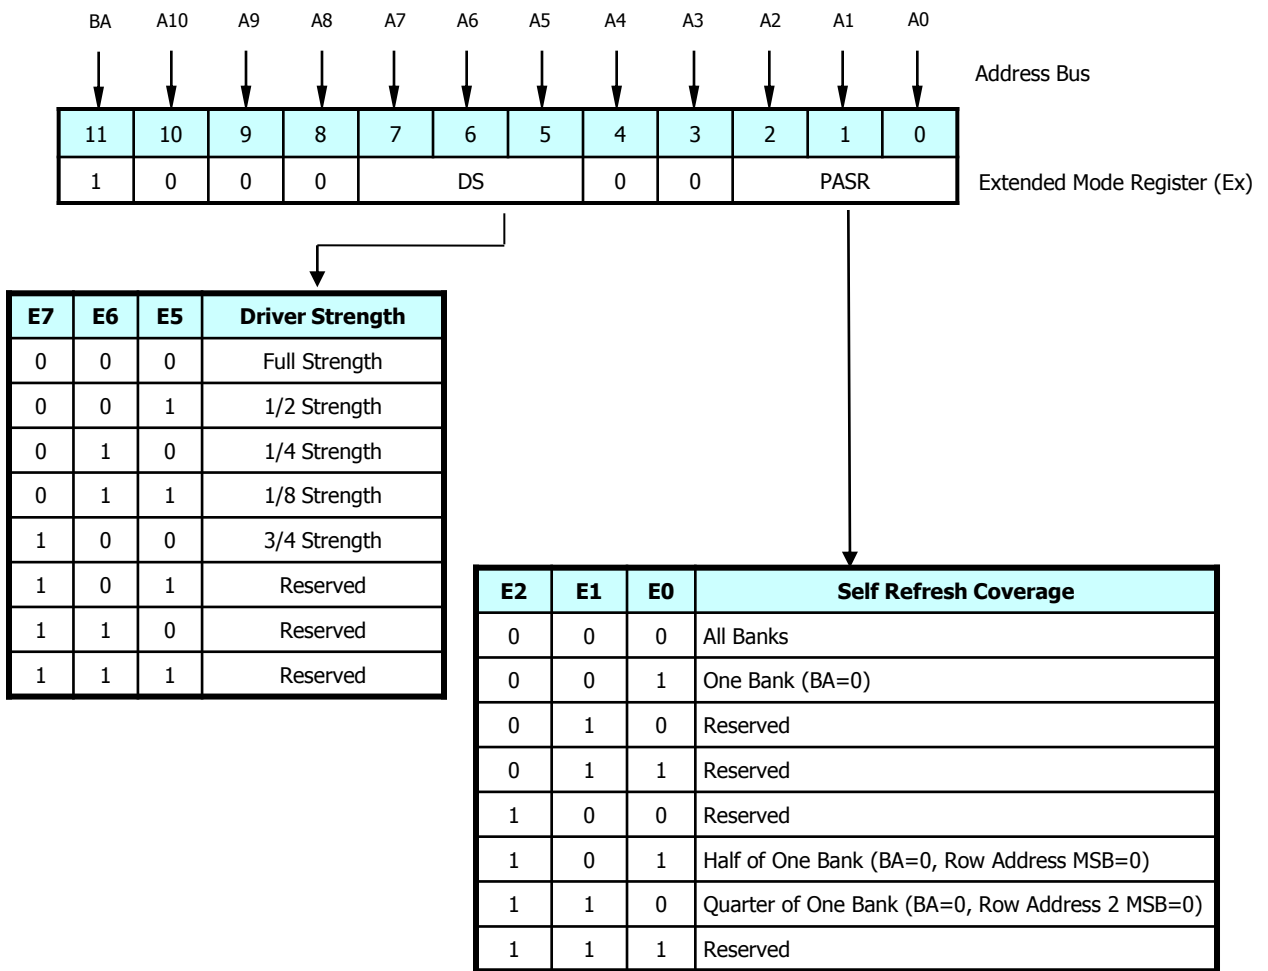 BA A10 A9 A8 A7 A6 A5 A4 A3 A2 A1 A0
Address Bus
11 10 9 8 7 6 5 4 3 2 1 0
1 0 0 0 DS 0 0 PASR
Extended Mode Register (Ex)
E7 E6 E5 Driver Strength
0 0 0 Full Strength
0 0 1 1/2 Strength
0 1 0 1/4 Strength
0 1 1 1/8 Strength
1 0 0 3/4 Strength
1 0 1 Reserved
1 1 0 Reserved
1 1 1 Reserved
E2 E1 E0 Self Refresh Coverage
0 0 0 All Banks
0 0 1 One Bank (BA=0)
0 1 0 Reserved
0 1 1 Reserved
1 0 0 Reserved
1 0 1 Half of One Bank (BA=0, Row Address MSB=0)
1 1 0 Quarter of One Bank (BA=0, Row Address 2 MSB=0)
1 1 1 Reserved